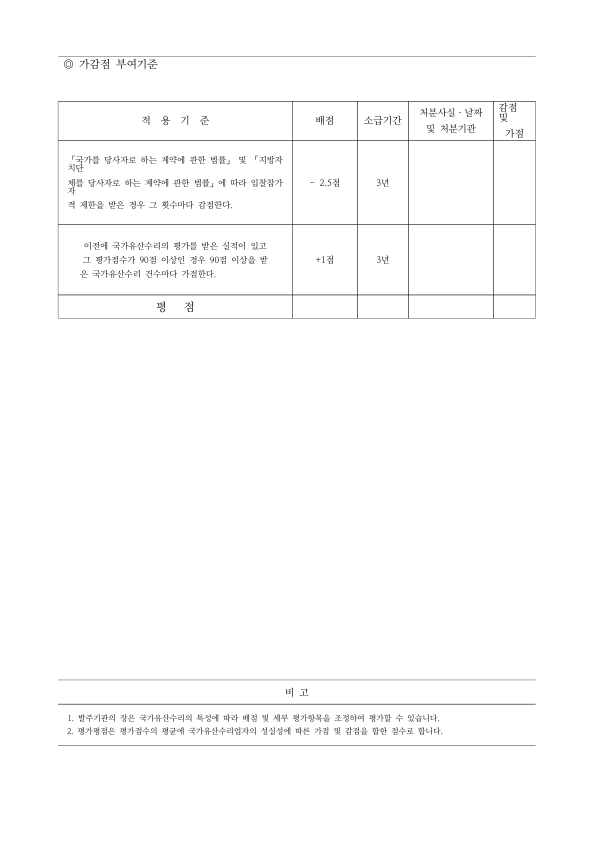 ◎ 가감점 부여기준
적 용 기 준
배점
소급기간
처분사실·날짜
및 처분기관
감점
및
가점
「국가를 당사자로 하는 계약에 관한 법률」 및 「지방자
치단
체를 당사자로 하는 계약에 관한 법률」에 따라 입찰참가
자
격 제한을 받은 경우 그 횟수마다 감점한다.
- 2.5점
3년
이전에 국가유산수리의 평가를 받은 실적이 있고
그 평가점수가 90점 이상인 경우 90점 이상을 받
은 국가유산수리 건수마다 가점한다.
+1점
3년
평 점
비 고
1. 발주기관의 장은 국가유산수리의 특성에 따라 배점 및 세부 평가항목을 조정하여 평가할 수 있습니다.
2. 평가평점은 평가점수의 평균에 국가유산수리업자의 성실성에 따른 가점 및 감점을 합한 점수로 합니다.